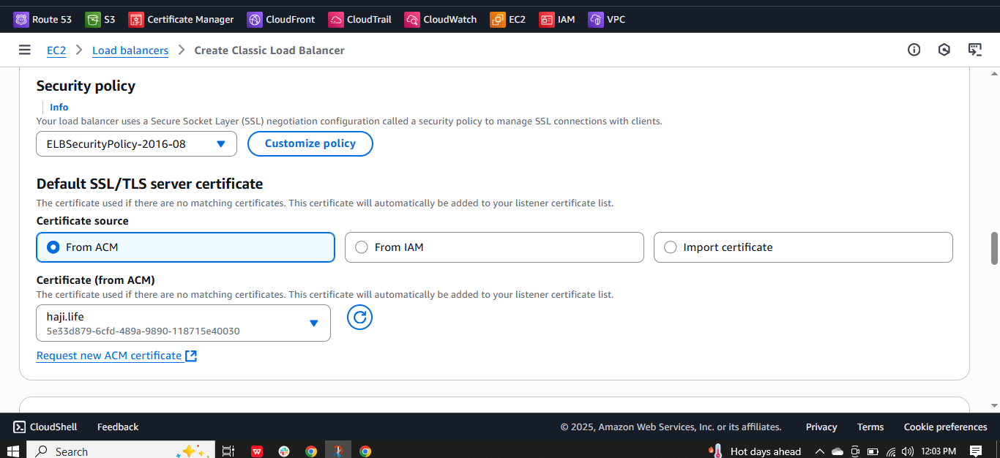 Route 53 S3 Certificate Manager CloudFront CloudTrail CloudWatch EC2 IAM VPC
EC2 Load balancers Create Classic Load Balancer
Security policy
Info
Your load balancer uses a Secure Socket Layer (SSL) negotiation configuration called a security policy to manage SSL connections with clients.
ELBSecurityPolicy-2016-08 Customize policy
Default SSL/TLS server certificate
The certificate used if there are no matching certificates. This certificate will automatically be added to your listener certificate list.
Certificate source
From ACM From IAM Import certificate
Certificate (from ACM)
The certificate used if there are no matching certificates. This certificate will automatically be added to your listener certificate list.
haji.life
5e33d879-6cfd-489a-9890-118715e40030
Request new ACM certificate
CloudShell Feedback © 2025, Amazon Web Services, Inc. or its affiliates. Privacy Terms Cookie preferences
Search Hot days ahead 12:03 PM